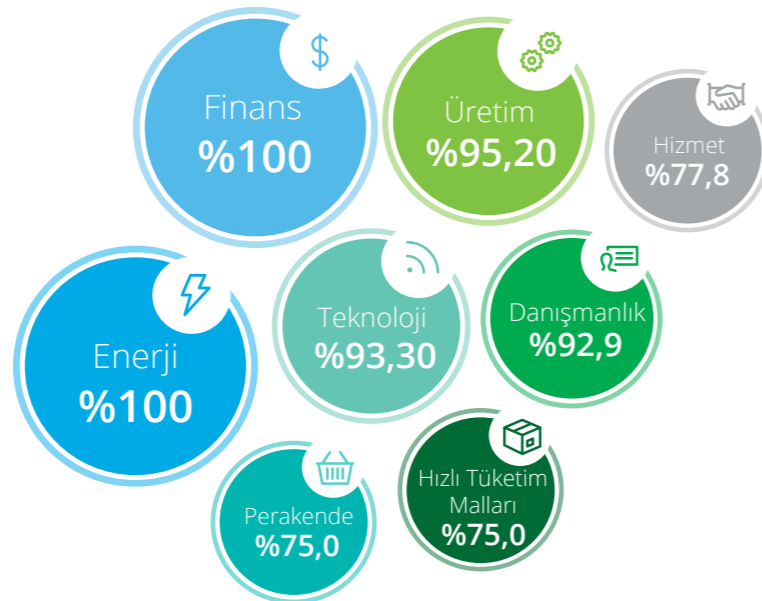 Finans
%100
Üretim
%95,20
Hizmet
%77,8
Enerji
%100
Teknoloji
%93,30
Danışmanlık
%92,9
Perakende
%75,0
Hızlı Tüketim
Malları
%75,0